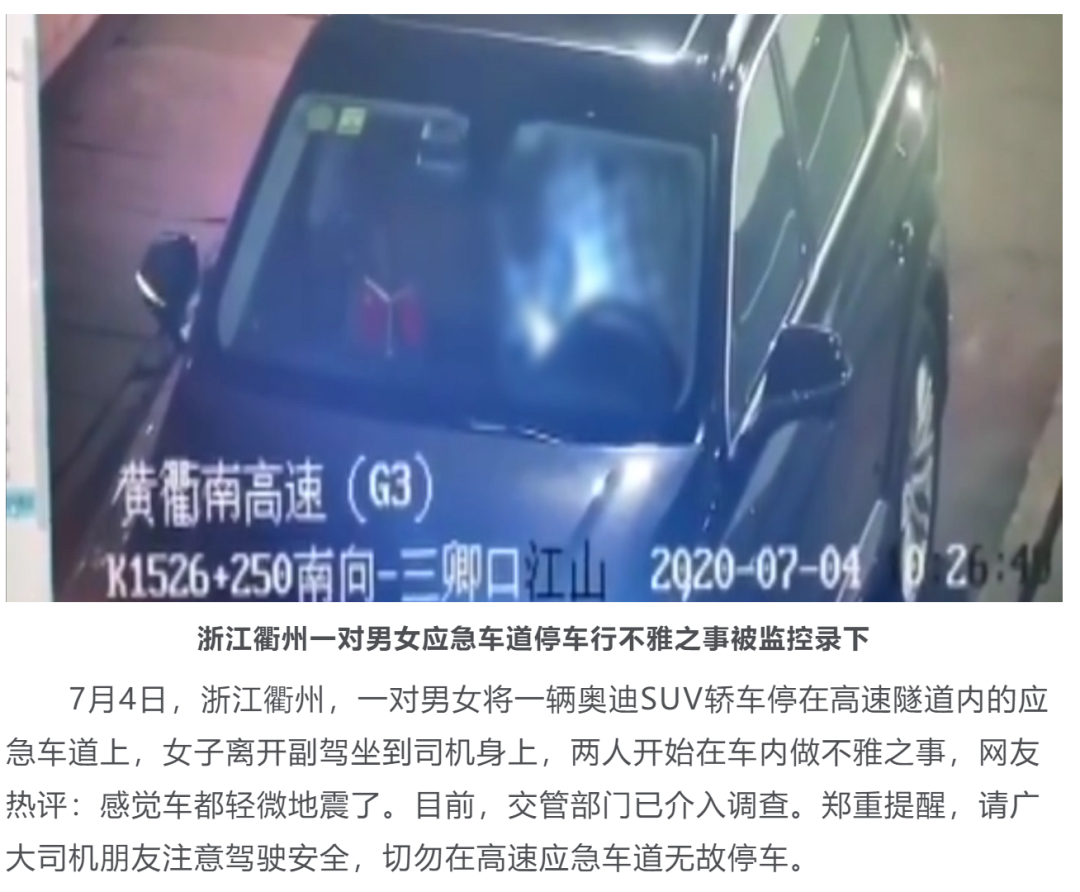 黄衢南高速（G3）
K1526+250南向-三卿口江山 2020-07-04
浙江衢州一对男女应急车道停车行不雅之事被监控录下
7月4日，浙江衢州，一对男女将一辆奥迪SUV轿车停在高速隧道内的应
急车道上，女子离开副驾坐到司机身上，两人开始在车内做不雅之事，网友
热评：感觉车都轻微地震了。目前，交管部门已介入调查。郑重提醒，请广
大司机朋友注意驾驶安全，切勿在高速应急车道无故停车。